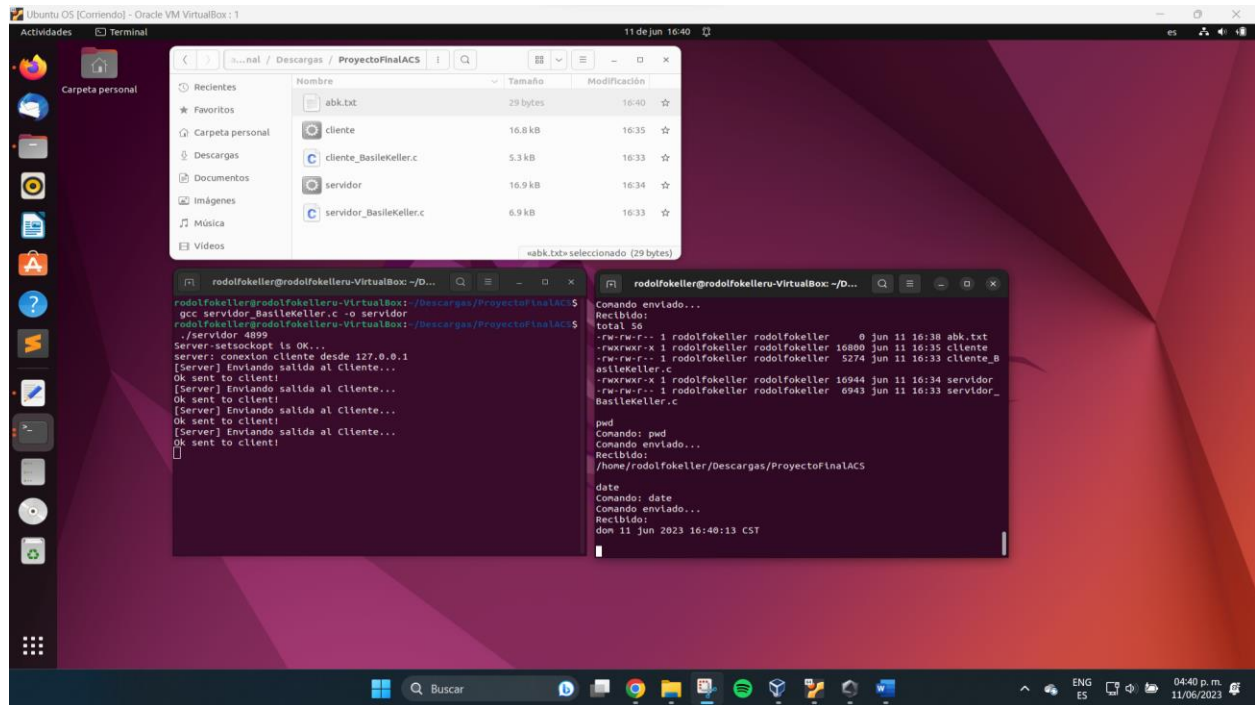 Ubuntu OS [Corriendo] - Oracle VM VirtualBox : 1
Actividades Terminal 11 de jun 16:40 es
Carpeta personal
a...nal / Descargas / ProyectoFinalACS
Recientes
Favoritos
Carpeta personal
Descargas
Documentos
Imágenes
Música
Vídeos
Nombre Tamaño Modificación
abk.txt 29 bytes 16:40
cliente 16.8 kB 16:35
cliente_BasileKeller.c 5.3 kB 16:33
servidor 16.9 kB 16:34
servidor_BasileKeller.c 6.9 kB 16:33
«abk.txt» seleccionado (29 bytes)
rodolfokeller@rodolfokelleru-VirtualBox: ~/D...
rodolfokeller@rodolfokelleru-VirtualBox:~/Descargas/ProyectoFinalACS$
gcc servidor_BasileKeller.c -o servidor
rodolfokeller@rodolfokelleru-VirtualBox:~/Descargas/ProyectoFinalACS$
./servidor 4899
Server-setsockopt is OK...
server: conexion cliente desde 127.0.0.1
[Server] Enviando salida al Cliente...
Ok sent to client!
[Server] Enviando salida al Cliente...
Ok sent to client!
[Server] Enviando salida al Cliente...
Ok sent to client!
[Server] Enviando salida al Cliente...
Ok sent to client!
rodolfokeller@rodolfokelleru-VirtualBox: ~/D...
Comando enviado...
Recibido:
total 56
-rw-rw-r-- 1 rodolfokeller rodolfokeller 0 jun 11 16:38 abk.txt
-rwxrwxr-x 1 rodolfokeller rodolfokeller 16800 jun 11 16:35 cliente
-rw-rw-r-- 1 rodolfokeller rodolfokeller 5274 jun 11 16:33 cliente_B
asileKeller.c
-rwxrwxr-x 1 rodolfokeller rodolfokeller 16944 jun 11 16:34 servidor
-rw-rw-r-- 1 rodolfokeller rodolfokeller 6943 jun 11 16:33 servidor_
BasileKeller.c
pwd
Comando: pwd
Comando enviado...
Recibido:
/home/rodolfokeller/Descargas/ProyectoFinalACS
date
Comando: date
Comando enviado...
Recibido:
dom 11 jun 2023 16:40:13 CST
Buscar
ENG
ES
04:40 p. m.
11/06/2023